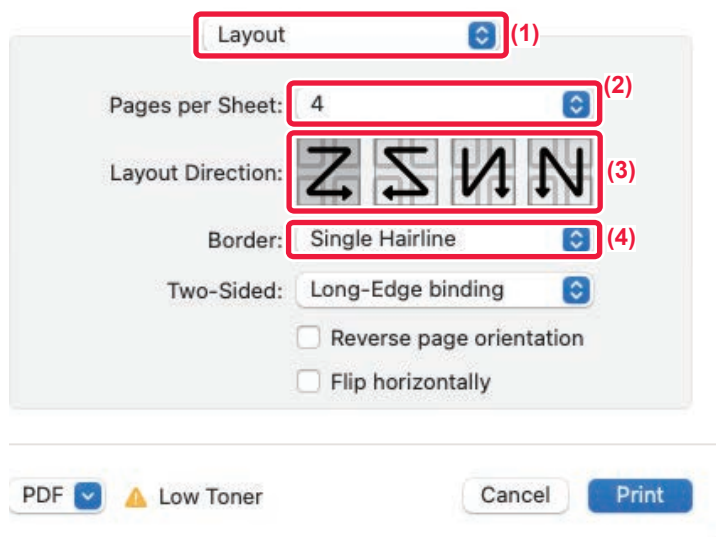 Layout (1)
Pages per Sheet: 4 (2)
Layout Direction: (3)
Border: Single Hairline (4)
Two-Sided: Long-Edge binding
Reverse page orientation
Flip horizontally
PDF Low Toner Cancel Print